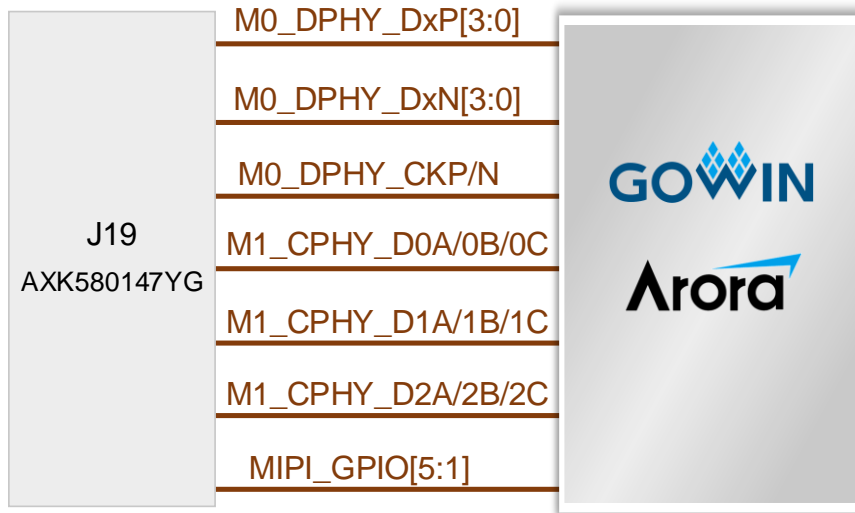 M0_DPHY_DxP[3:0]
M0_DPHY_DxN[3:0]
M0_DPHY_CKP/N
M1_CPHY_D0A/0B/0C
M1_CPHY_D1A/1B/1C
M1_CPHY_D2A/2B/2C
MIPI_GPIO[5:1]
J19
AXK580147YG
GOWIN
Arora